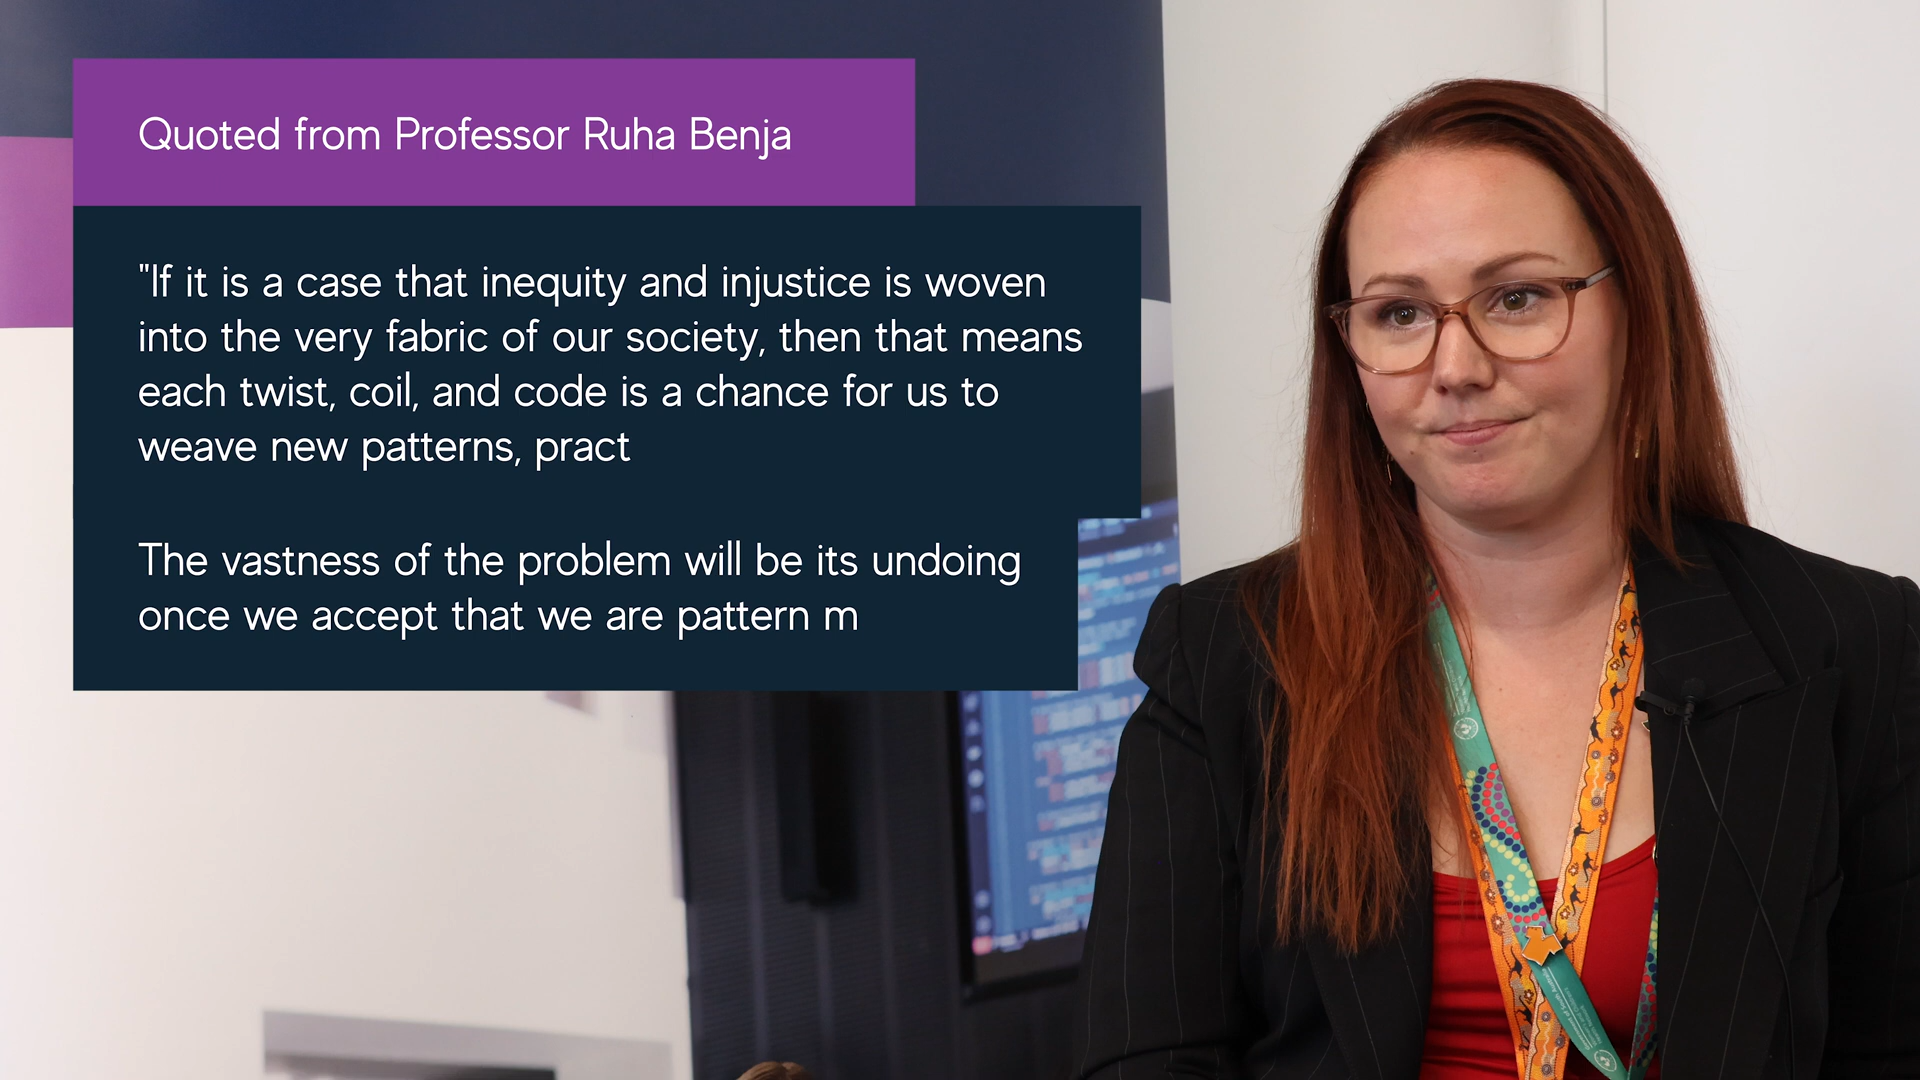 Quoted from Professor Ruha Benja
"If it is a case that inequity and injustice is woven
into the very fabric of our society, then that means
each twist, coil, and code is a chance for us to
weave new patterns, pract
The vastness of the problem will be its undoing
once we accept that we are pattern m